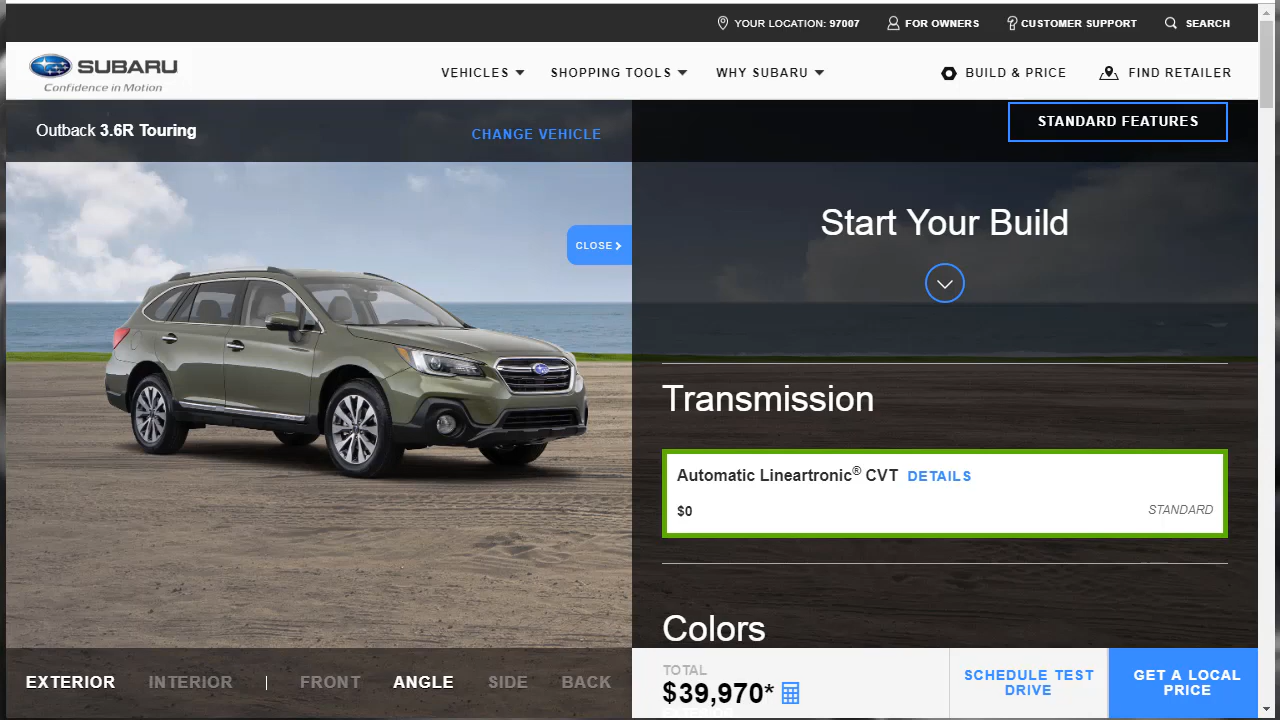 YOUR LOCATION: 97007
FOR OWNERS
CUSTOMER SUPPORT
SEARCH
SUBARU
Confidence in Motion
VEHICLES
SHOPPING TOOLS
WHY SUBARU
BUILD & PRICE
FIND RETAILER
Outback 3.6R Touring
CHANGE VEHICLE
STANDARD FEATURES
CLOSE
Start Your Build
Transmission
Automatic Lineartronic® CVT DETAILS
$0
STANDARD
Colors
EXTERIOR
INTERIOR
FRONT
ANGLE
SIDE
BACK
TOTAL
$39,970*
SCHEDULE TEST
DRIVE
GET A LOCAL
PRICE